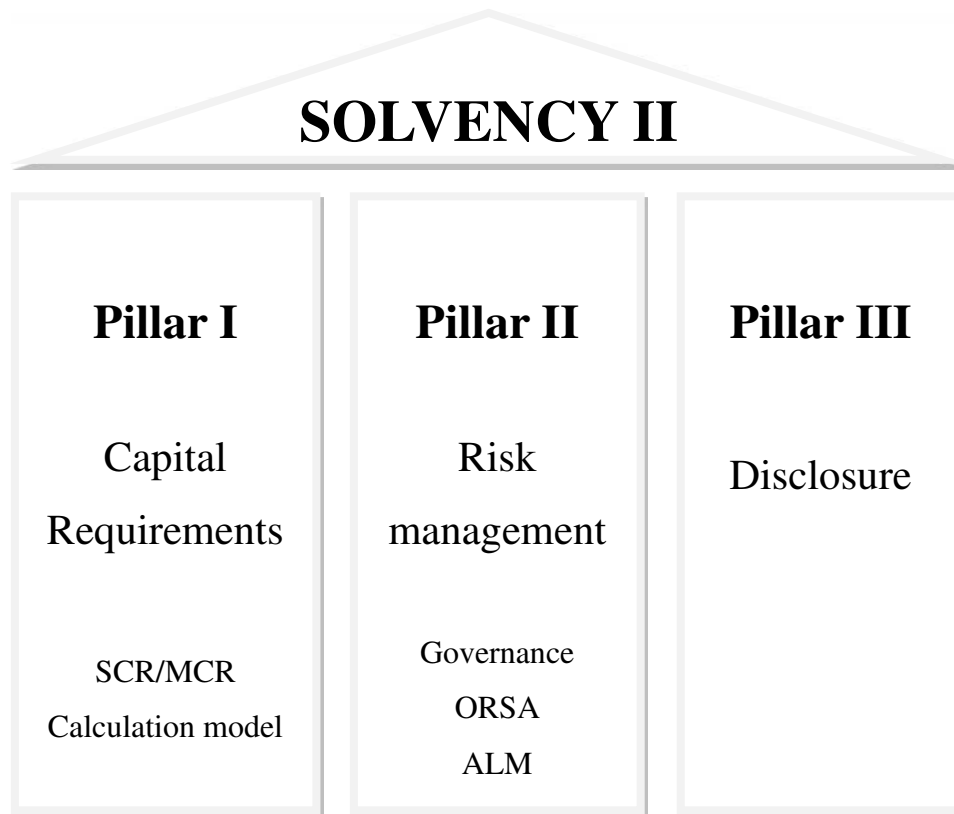 SOLVENCY II
Pillar I
Capital
Requirements
SCR/MCR
Calculation model
Pillar II
Risk
management
Governance
ORSA
ALM
Pillar III
Disclosure